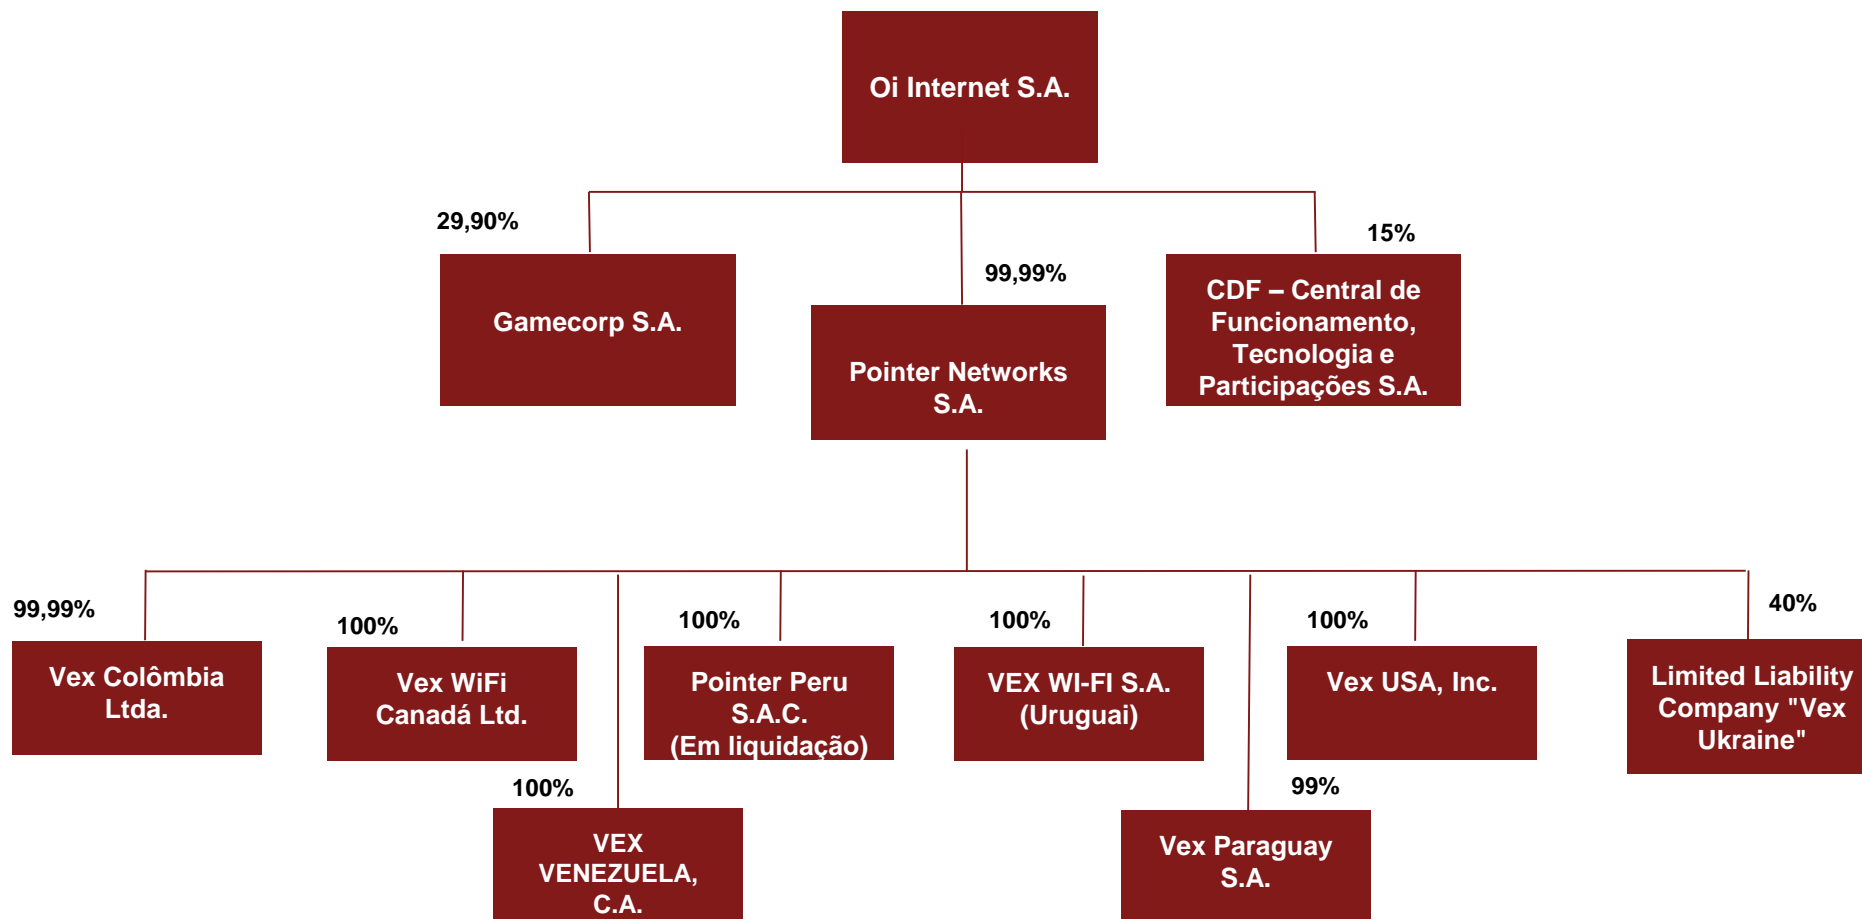 Oi Internet S.A.
29,90%
99,99%
15%
Gamecorp S.A.
Pointer Networks
S.A.
CDF – Central de
Funcionamento,
Tecnologia e
Participações S.A.
99,99%
100%
100%
100%
100%
40%
Vex Colômbia
Ltda.
Vex WiFi
Canadá Ltd.
Pointer Peru
S.A.C.
(Em liquidação)
VEX WI-FI S.A.
(Uruguai)
Vex USA, Inc.
Limited Liability
Company "Vex
Ukraine"
100%
99%
VEX
VENEZUELA,
C.A.
Vex Paraguay
S.A.